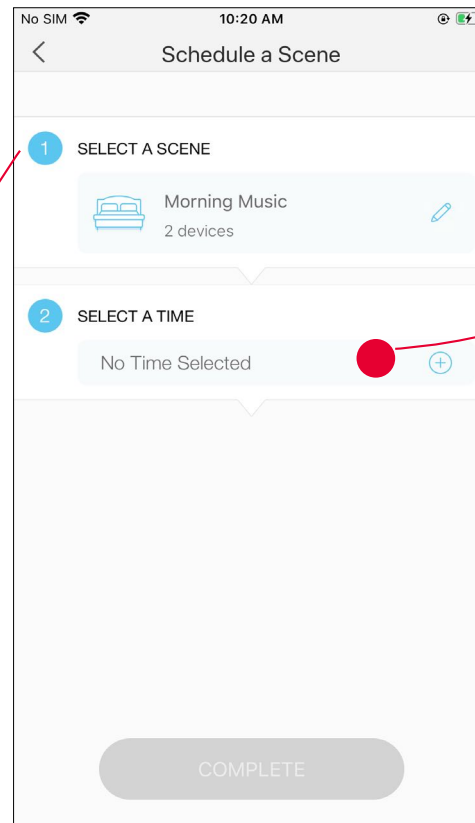 No SIM 10:20 AM
Schedule a Scene
1 SELECT A SCENE
Morning Music
2 devices
2 SELECT A TIME
No Time Selected
COMPLETE